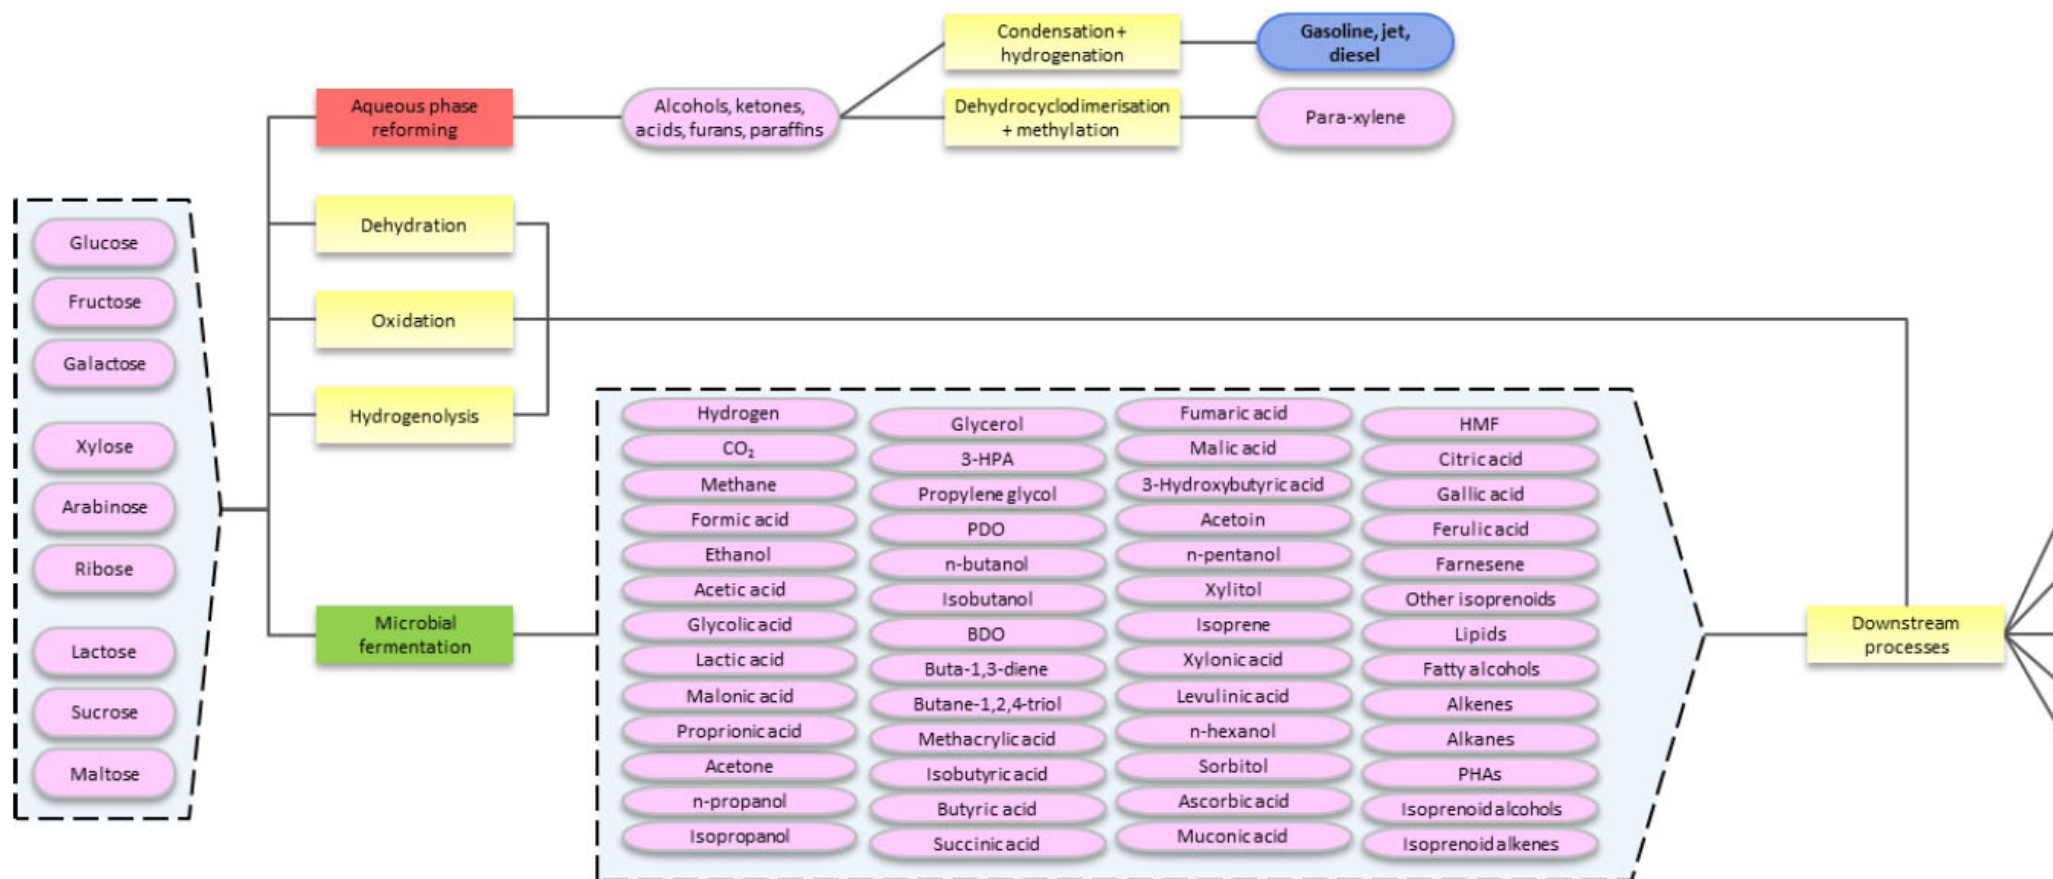 Condensation +
hydrogenation
Gasoline, jet,
diesel
Aqueous phase
reforming
Alcohols, ketones,
acids, furans, paraffins
Dehydrocyclodimerisation
+ methylation
Para-xylene
Glucose
Fructose
Galactose
Xylose
Arabinose
Ribose
Lactose
Sucrose
Maltose
Dehydration
Oxidation
Hydrogenolysis
Microbial
fermentation
Hydrogen
CO₂
Methane
Formic acid
Ethanol
Acetic acid
Glycolic acid
Lactic acid
Malonic acid
Proprionic acid
Acetone
n-propanol
Isopropanol
Glycerol
3-HPA
Propylene glycol
PDO
n-butanol
Isobutanol
BDO
Buta-1,3-diene
Butane-1,2,4-triol
Methacrylic acid
Isobutyric acid
Butyric acid
Succinic acid
Fumaric acid
Malic acid
3-Hydroxybutyric acid
Acetoin
n-pentanol
Xylitol
Isoprene
Xylonic acid
Levulinic acid
n-hexanol
Sorbitol
Ascorbic acid
Muconic acid
HMF
Citric acid
Gallic acid
Ferulic acid
Farnesene
Other isoprenoids
Lipids
Fatty alcohols
Alkenes
Alkanes
PHAs
Isoprenoid alcohols
Isoprenoid alkenes
Downstream
processes